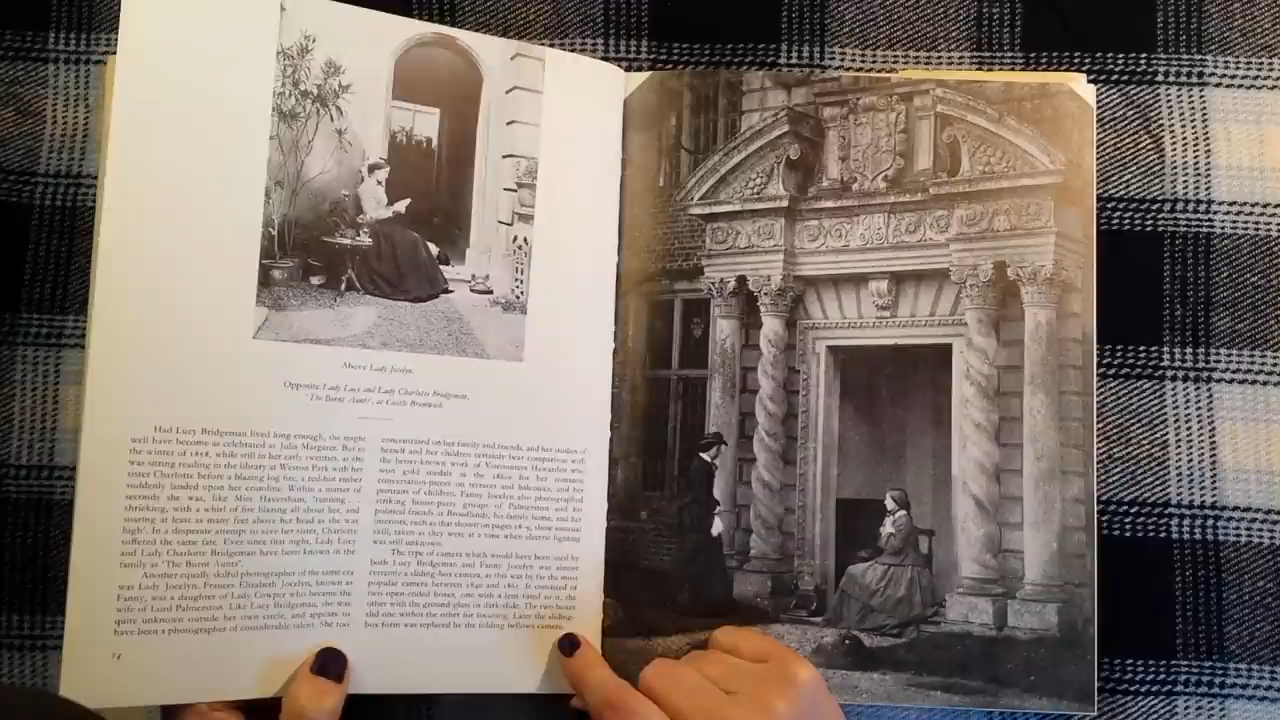 Above Lady Jocelyn.
Opposite Lady Lucy and Lady Charlotte Bridgeman,
'The Burnt Aunts', at Castle Bromwich.
Had Lucy Bridgeman lived long enough, she might
well have become as celebrated as Julia Margaret. But in
the winter of 1858, while still in her early twenties, as she
was sitting reading in the library at Weston Park with her
sister Charlotte before a blazing log fire, a red-hot ember
suddenly landed upon her crinoline. Within a matter of
seconds she was, like Miss Haversham, 'running . . .
shrieking, with a whirl of fire blazing all about her, and
soaring at least as many feet above her head as she was
high'. In a desperate attempt to save her sister, Charlotte
suffered the same fate. Ever since that night, Lady Lucy
and Lady Charlotte Bridgeman have been known in the
family as 'The Burnt Aunts'.
Another equally skilful photographer of the same era
was Lady Jocelyn. Frances Elizabeth Jocelyn, known as
Fanny, was a daughter of Lady Cowper who became the
wife of Lord Palmerston. Like Lucy Bridgeman, she was
quite unknown outside her own circle, and appears to
have been a photographer of considerable talent. She too
concentrated on her family and friends, and her studies of
herself and her children certainly bear comparison with
the better-known work of Viscountess Hawarden who
won gold medals in the 1860s for her romantic
conversation-pieces on terraces and balconies, and her
portraits of children. Fanny Jocelyn also photographed
striking house-party groups of Palmerston and his
political friends at Broadlands, his family home, and her
interiors, such as that shown on pages 28-9, show unusual
skill, taken as they were at a time when electric lighting
was still unknown.
The type of camera which would have been used by
both Lucy Bridgeman and Fanny Jocelyn was almost
certainly a sliding-box camera, as this was by far the most
popular camera between 1840 and 1865. It consisted of
two open-ended boxes, one with a lens fitted to it, the
other with the ground glass or dark-slide. The two boxes
slid one within the other for focusing. Later the sliding-
box form was replaced by the folding bellows camera.
14